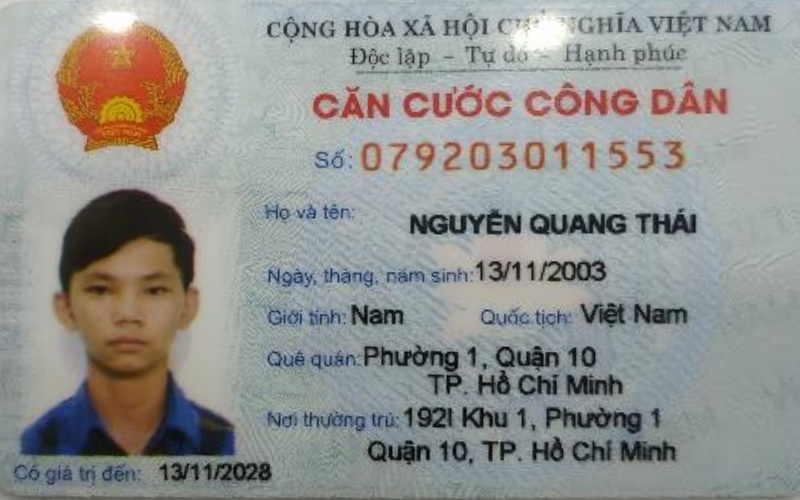 CỘNG HÒA XÃ HỘI CHỦ NGHĨA VIỆT NAM
Độc lập - Tự do - Hạnh phúc
CĂN CƯỚC CÔNG DÂN
Số: 079203011553
Họ và tên: NGUYỄN QUANG THÁI
Ngày, tháng, năm sinh: 13/11/2003
Giới tính: Nam Quốc tịch: Việt Nam
Quê quán: Phường 1, Quận 10
TP. Hồ Chí Minh
Nơi thường trú: 192I Khu 1, Phường 1
Quận 10, TP. Hồ Chí Minh
Có giá trị đến: 13/11/2028